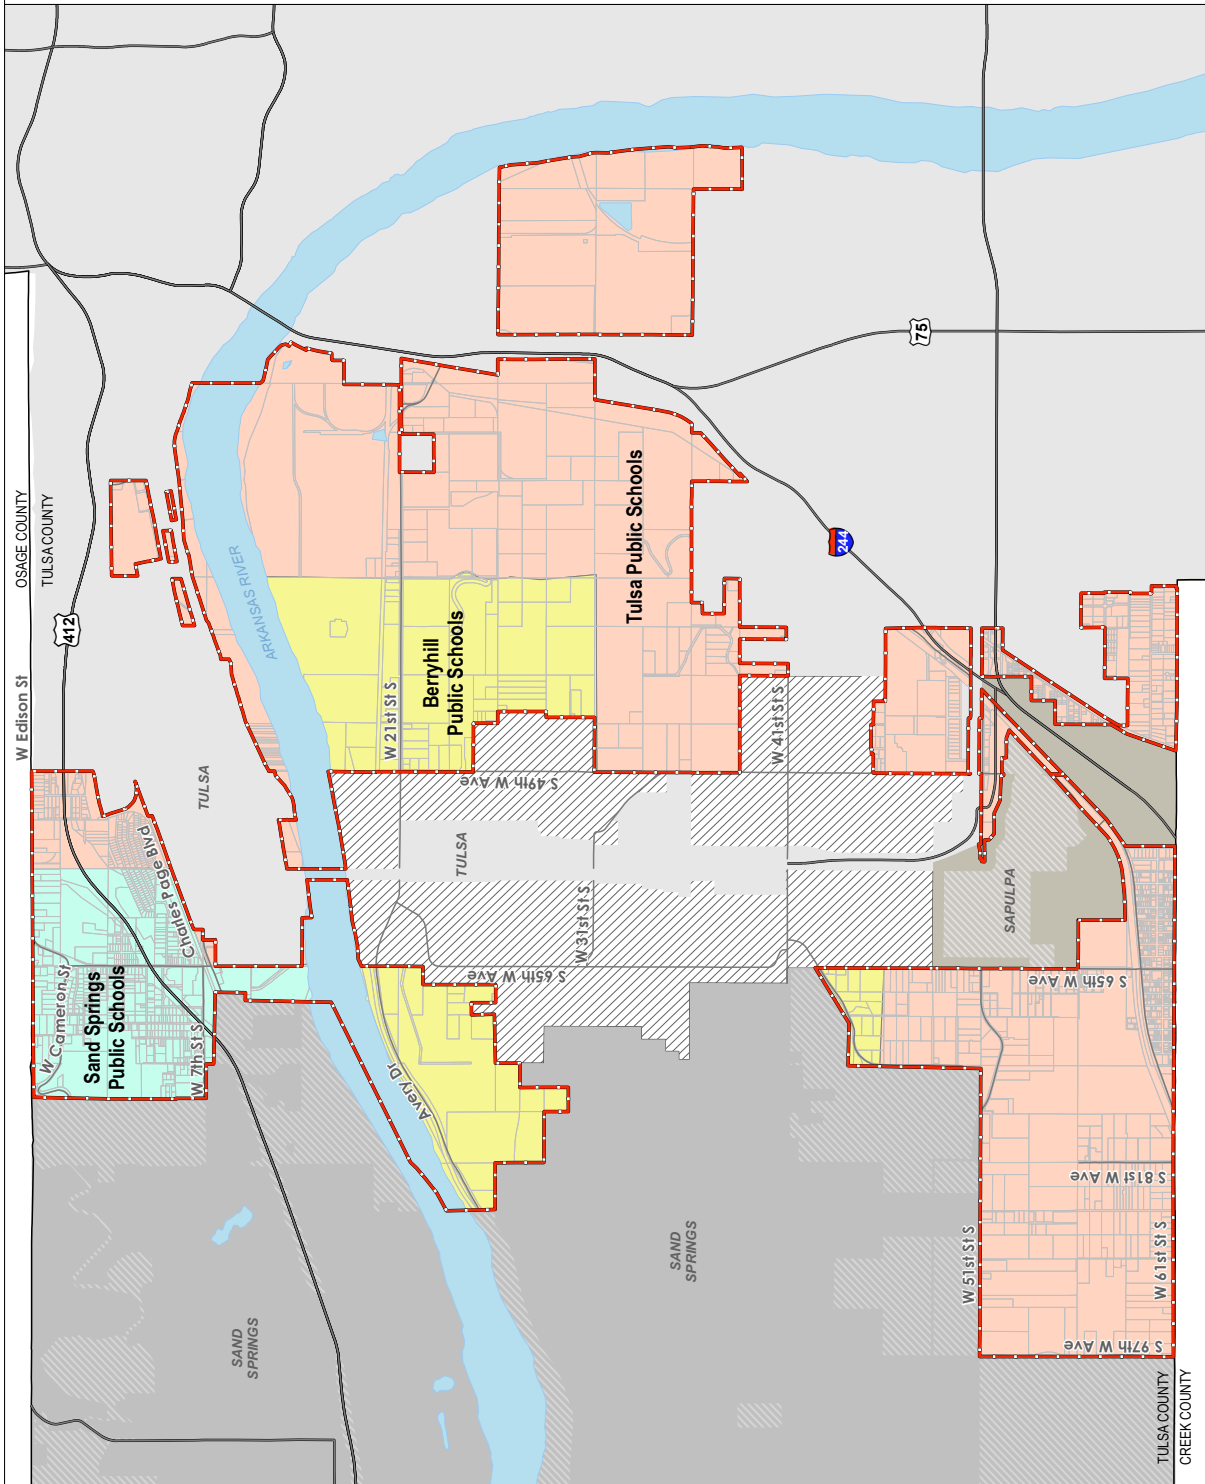 OSAGE COUNTY
TULSA COUNTY
W Edison St
412
ARKANSAS RIVER
TULSA
Charles Page Blvd
W Cameron St
Sand Springs
Public Schools
W 7th St S
Avery Dr
SAND
SPRINGS
Berryhill
Public Schools
W 21st St S
S 49th W Ave
TULSA
W 31st St S
S 65th W Ave
Tulsa Public Schools
W 41st St S
75
244
SAND
SPRINGS
SAPULPA
S 65th W Ave
W 51st St S
S 81st W Ave
W 61st St S
S 97th W Ave
TULSA COUNTY
CREEK COUNTY